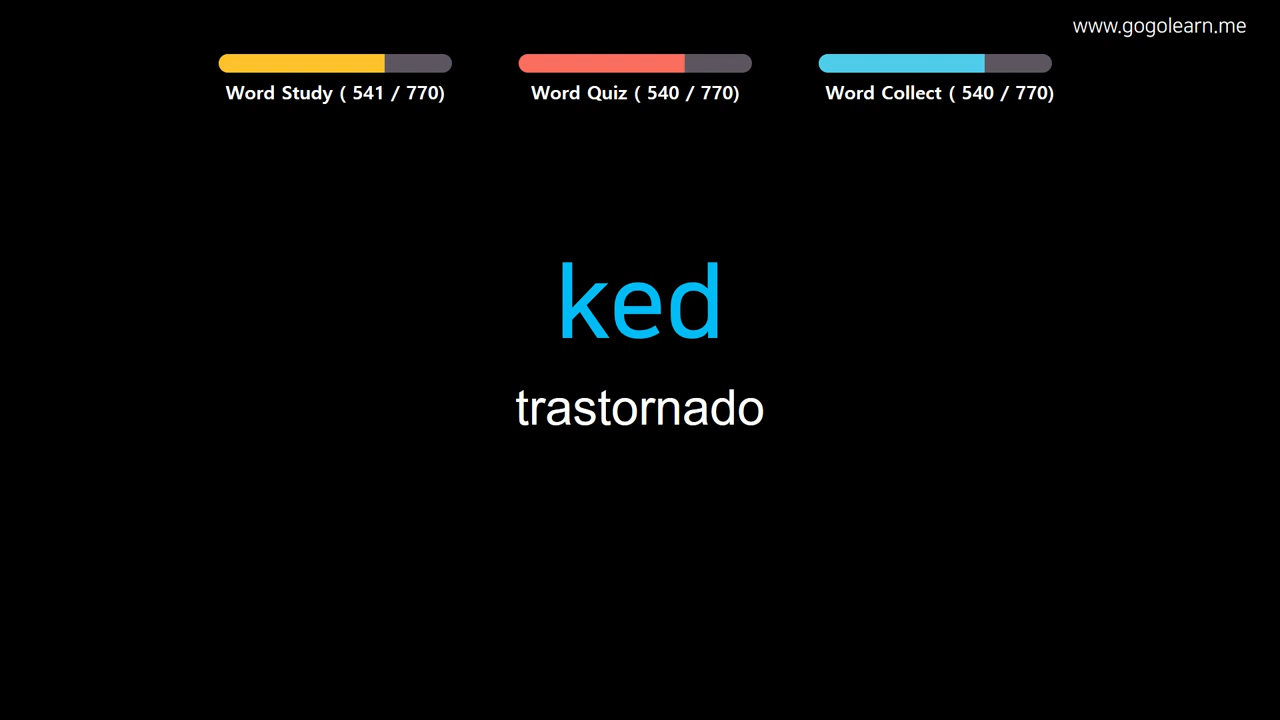 www.gogolearn.me
Word Study ( 541 / 770)
Word Quiz ( 540 / 770)
Word Collect ( 540 / 770)
ked
trastornado